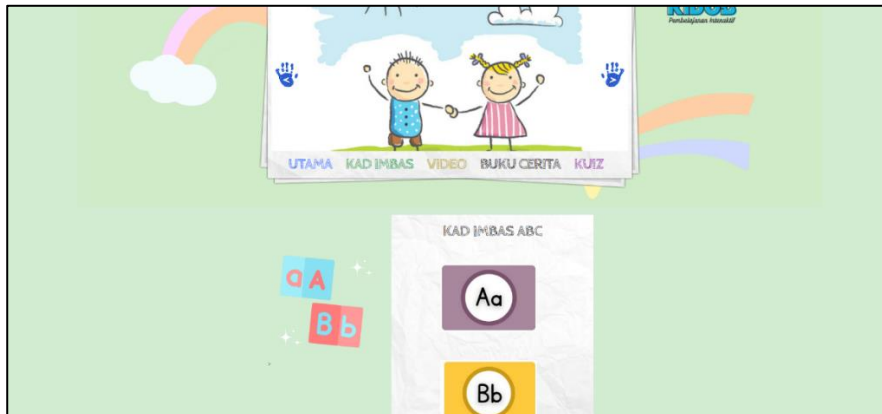 KIDOS
Pembelajaran Interaktif
UTAMA KAD IMBAS VIDEO BUKU CERITA KUIZ
KAD IMBAS ABC
aA
Bb
Aa
Bb